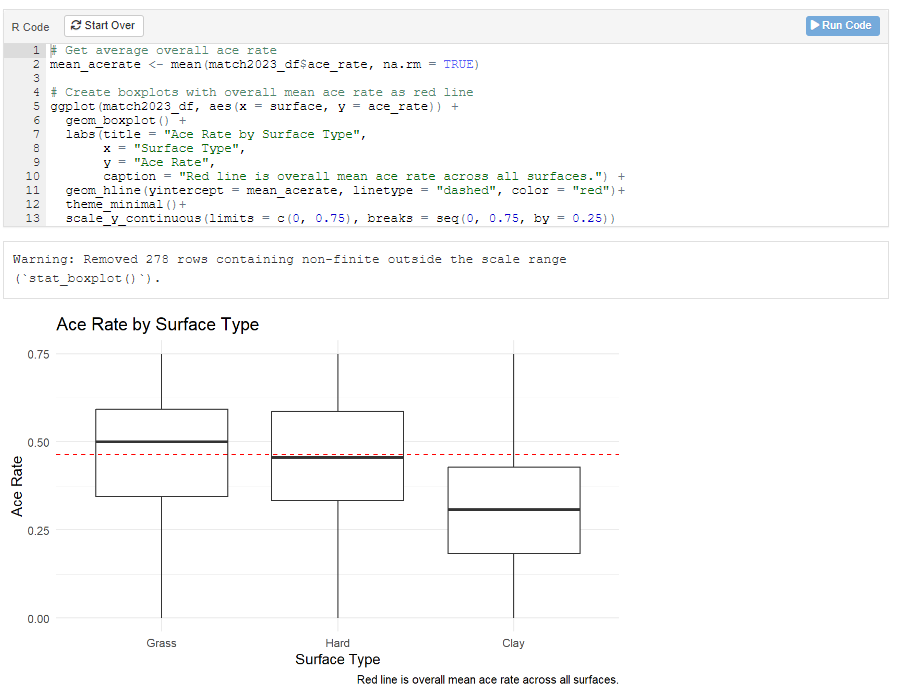 R Code Start Over Run Code
1 # Get average overall ace rate
2 mean_acerate <- mean(match2023_df$ace_rate, na.rm = TRUE)
3
4 # Create boxplots with overall mean ace rate as red line
5 ggplot(match2023_df, aes(x = surface, y = ace_rate)) +
6   geom_boxplot() +
7   labs(title = "Ace Rate by Surface Type",
8        x = "Surface Type",
9        y = "Ace Rate",
10        caption = "Red line is overall mean ace rate across all surfaces.") +
11   geom_hline(yintercept = mean_acerate, linetype = "dashed", color = "red")+
12   theme_minimal()+
13   scale_y_continuous(limits = c(0, 0.75), breaks = seq(0, 0.75, by = 0.25))
Warning: Removed 278 rows containing non-finite outside the scale range
(`stat_boxplot()`).
Ace Rate by Surface Type
0.75
0.50
Ace Rate
0.25
0.00
Grass Hard Clay
Surface Type
Red line is overall mean ace rate across all surfaces.